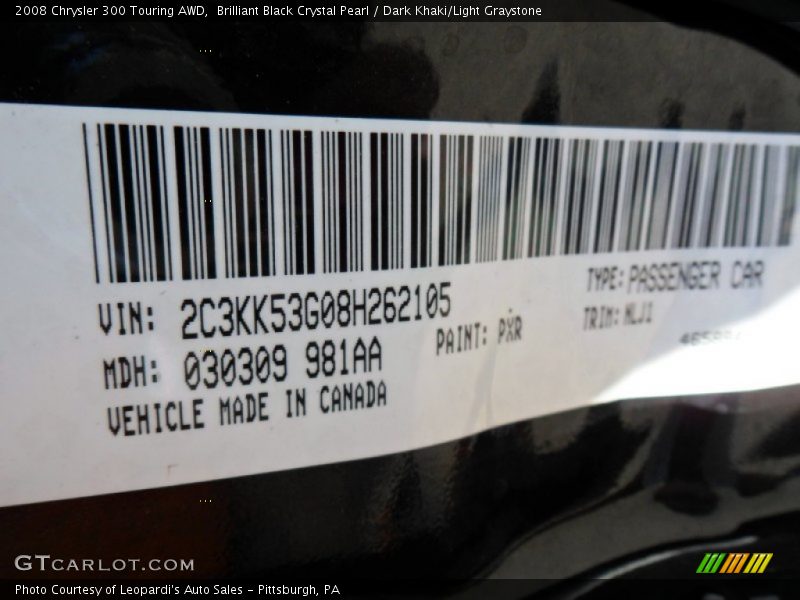 2008 Chrysler 300 Touring AWD,  Brilliant Black Crystal Pearl / Dark Khaki/Light Graystone
VIN: 2C3KK53G08H262105
TYPE: PASSENGER CAR
MDH: 030309 981AA
PAINT: PXR
TRIM:
VEHICLE MADE IN CANADA
GTCARLOT.COM
Photo Courtesy of Leopardi's Auto Sales - Pittsburgh, PA